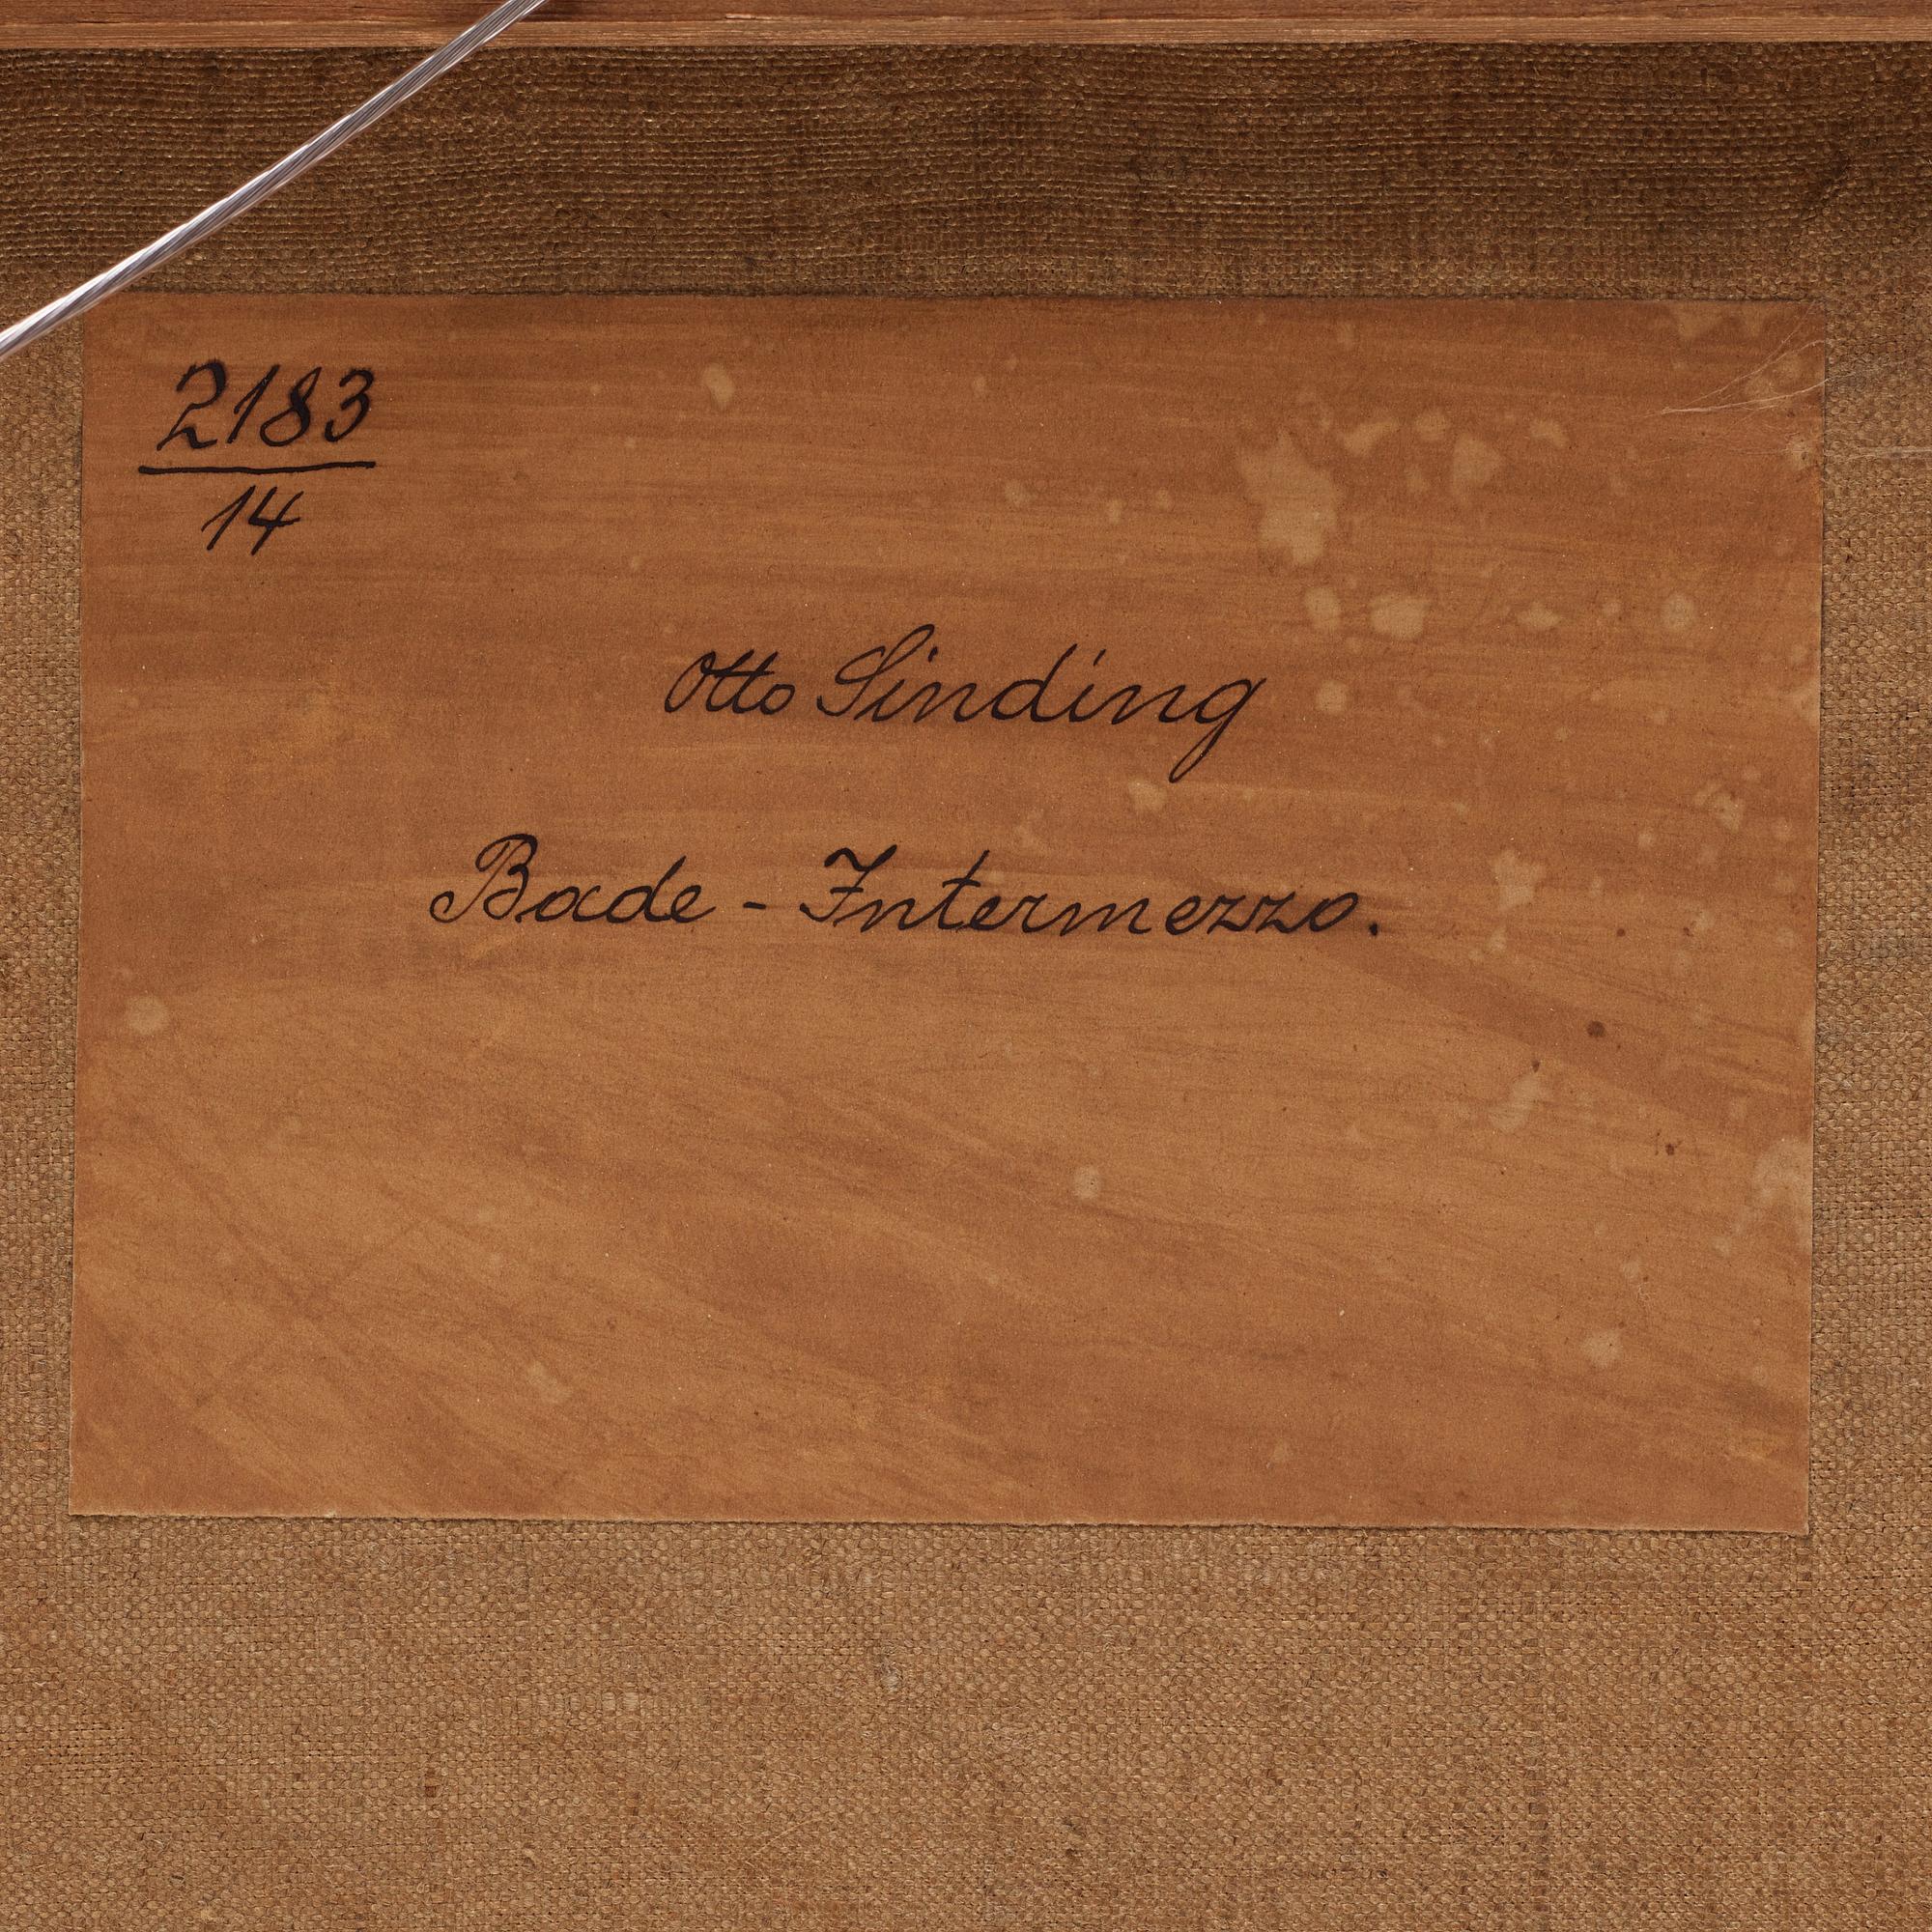 2183
14
Otto Sinding
Bade - Intermezzo.